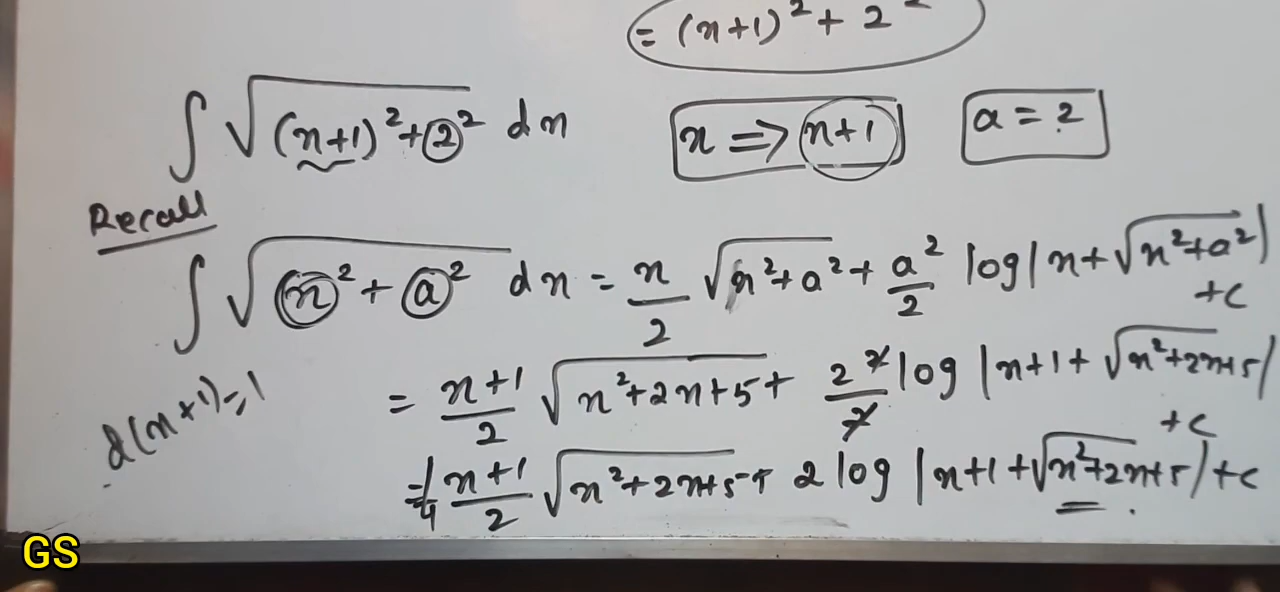 = (x+1)² + 2²
∫ √((x+1)² + 2²) dx x ⇒ x+1 a = 2
Recall
∫ √(x² + a²) dx = x/2 √(x²+a²) + a²/2 log|x+√(x²+a²)| +c
d(x+1)=1
= x+1/2 √(x²+2x+5) + 2²/2 log|x+1+√(x²+2x+5)| +c
= x+1/2 √(x²+2x+5) + 2 log|x+1+√(x²+2x+5)| +c
GS